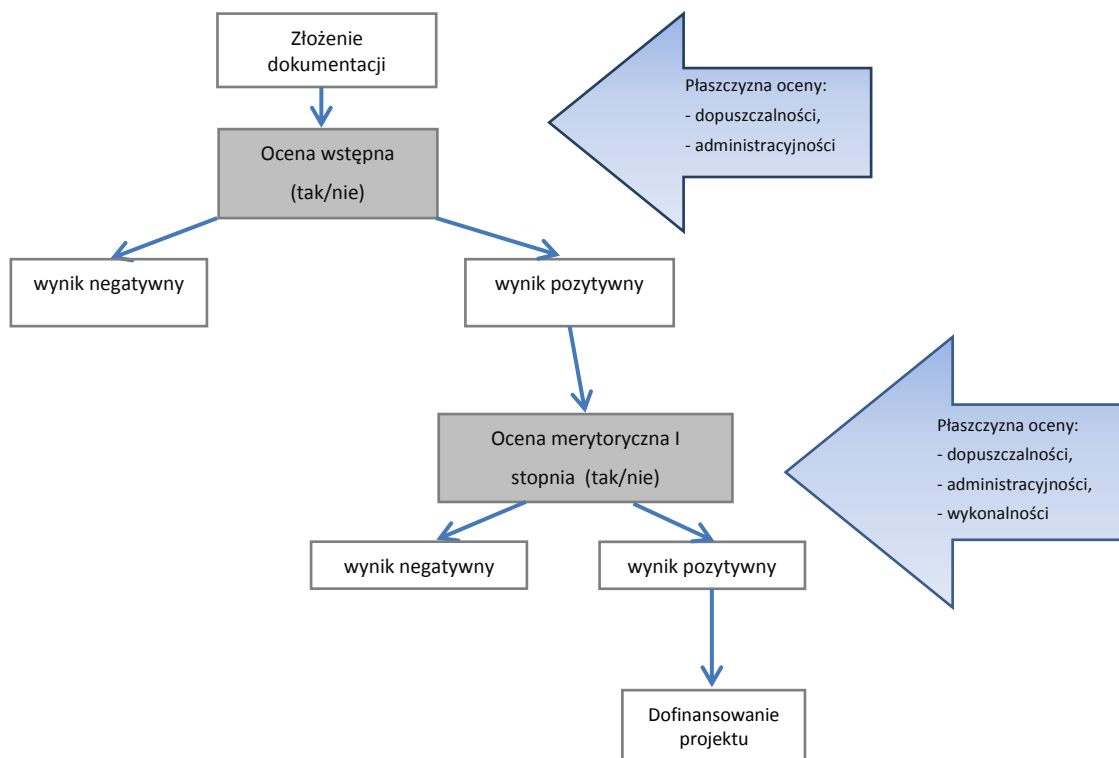 Złożenie
dokumentacji
Płaszczyzna oceny:
- dopuszczalności,
- administracyjności
Ocena wstępna
(tak/nie)
wynik negatywny
wynik pozytywny
Ocena merytoryczna I
stopnia (tak/nie)
Płaszczyzna oceny:
- dopuszczalności,
- administracyjności,
- wykonalności
wynik negatywny
wynik pozytywny
Dofinansowanie
projektu